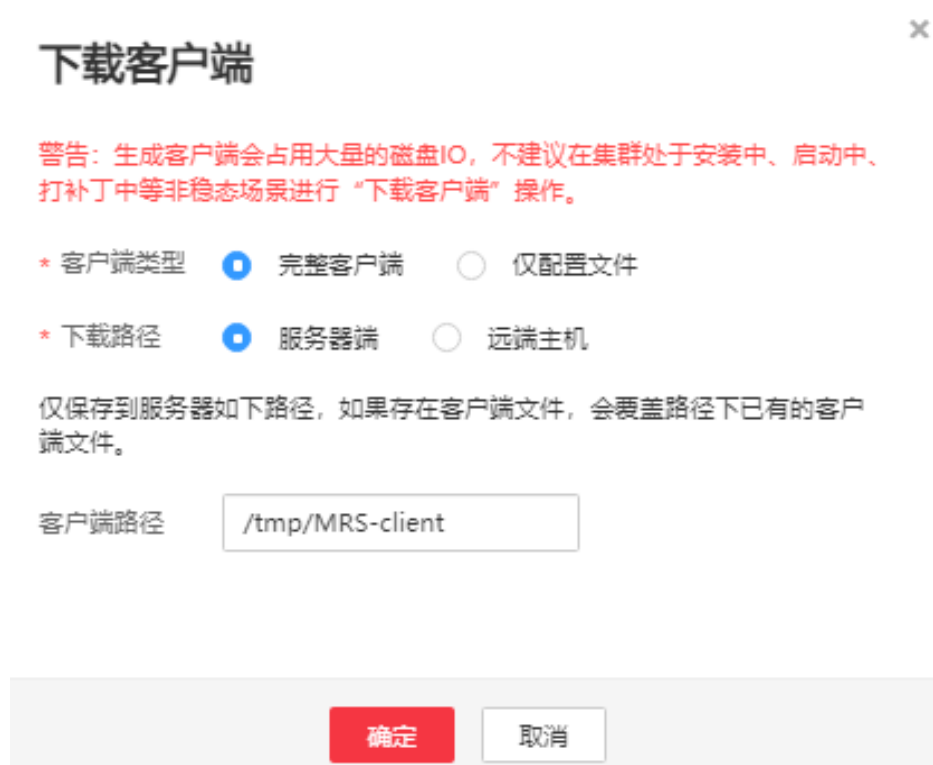 下载客户端
警告：生成客户端会占用大量的磁盘IO，不建议在集群处于安装中、启动中、
打补丁中等非稳态场景进行“下载客户端”操作。
* 客户端类型 完整客户端 仅配置文件
* 下载路径 服务器端 远端主机
仅保存到服务器如下路径，如果存在客户端文件，会覆盖路径下已有的客户
端文件。
客户端路径 /tmp/MRS-client
确定 取消